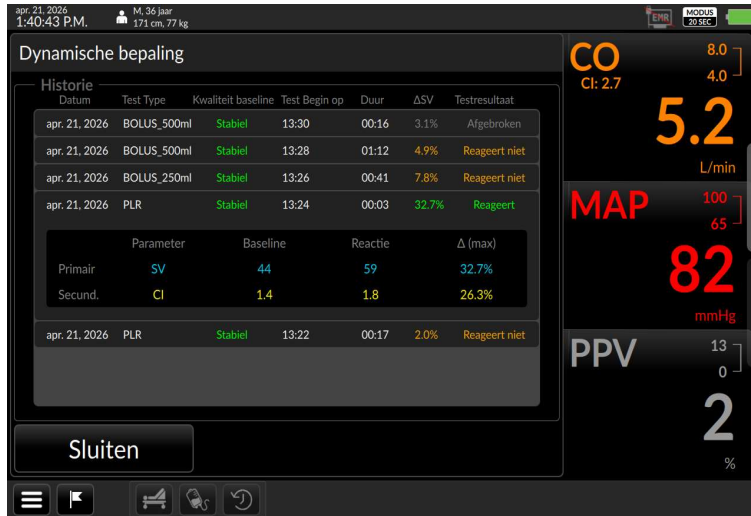 apr. 21, 2026
1:40:43 P.M.
M, 36 jaar
171 cm, 77 kg
EMR
MODUS
20 SEC
Dynamische bepaling
Historie
Datum Test Type Kwaliteit baseline Test Begin op Duur ΔSV Testresultaat
apr. 21, 2026 BOLUS_500ml Stabiel 13:30 00:16 3.1% Afgebroken
apr. 21, 2026 BOLUS_500ml Stabiel 13:28 01:12 4.9% Reageert niet
apr. 21, 2026 BOLUS_250ml Stabiel 13:26 00:41 7.8% Reageert niet
apr. 21, 2026 PLR Stabiel 13:24 00:03 32.7% Reageert
Parameter Baseline Reactie Δ (max)
Primair SV 44 59 32.7%
Secund. CI 1.4 1.8 26.3%
apr. 21, 2026 PLR Stabiel 13:22 00:17 2.0% Reageert niet
Sluiten
CO 8.0
CI: 2.7 4.0
5.2
L/min
MAP 100
65
82
mmHg
PPV 13
0
2
%